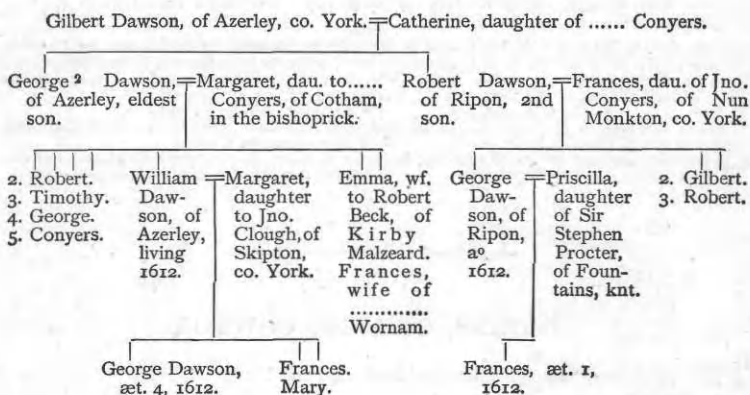 Gilbert Dawson, of Azerley, co. York.=Catherine, daughter of ...... Conyers.
George ² Dawson,
of Azerley, eldest
son.
=Margaret, dau. to......
Conyers, of Cotham,
in the bishoprick.
Robert Dawson,
of Ripon, 2nd
son.
=Frances, dau. of Jno.
Conyers, of Nun
Monkton, co. York.
2. Robert.
3. Timothy.
4. George.
5. Conyers.
William
Daw-
son, of
Azerley,
living
1612.
=Margaret,
daughter
to Jno.
Clough, of
Skipton,
co. York.
Emma, wf.
to Robert
Beck, of
Kirby
Malzeard.
Frances,
wife of
............
Wornam.
George
Daw-
son, of
Ripon,
aº
1612.
=Priscilla,
daughter
of Sir
Stephen
Procter,
of Foun-
tains, knt.
2. Gilbert.
3. Robert.
George Dawson,
æt. 4, 1612.
Frances.
Mary.
Frances, æt. 1,
1612.